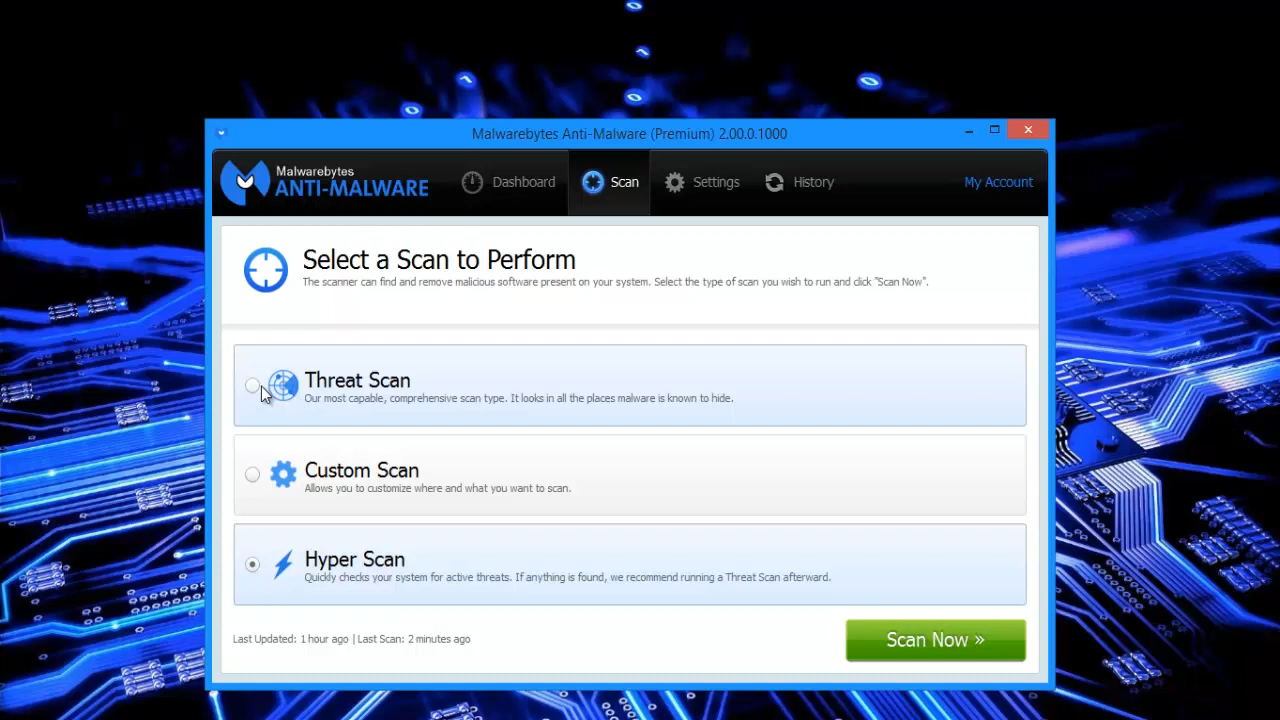 Malwarebytes Anti-Malware (Premium) 2.00.0.1000
Malwarebytes
ANTI-MALWARE
Dashboard
Scan
Settings
History
My Account
Select a Scan to Perform
The scanner can find and remove malicious software present on your system. Select the type of scan you wish to run and click "Scan Now".
Threat Scan
Our most capable, comprehensive scan type. It looks in all the places malware is known to hide.
Custom Scan
Allows you to customize where and what you want to scan.
Hyper Scan
Quickly checks your system for active threats. If anything is found, we recommend running a Threat Scan afterward.
Last Updated: 1 hour ago | Last Scan: 2 minutes ago
Scan Now »